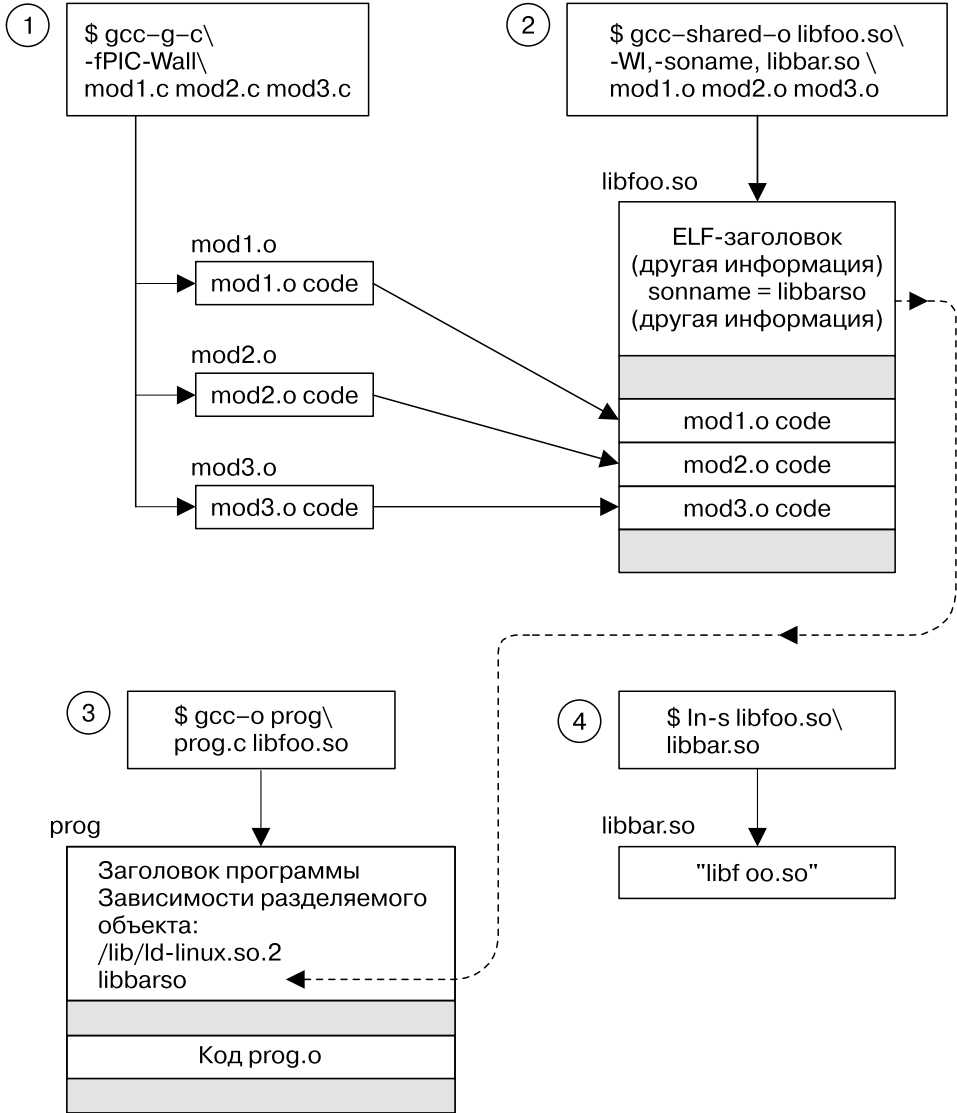 1
$ gcc–g–c\
-fPIC-Wall\
mod1.c mod2.c mod3.c
2
$ gcc–shared–o libfoo.so\
-WI,-soname, libbar.so \
mod1.o mod2.o mod3.o
libfoo.so
ELF-заголовок
(другая информация)
sonname = libbarso
(другая информация)
mod1.o
mod1.o code
mod2.o
mod2.o code
mod3.o
mod3.o code
mod1.o code
mod2.o code
mod3.o code
3
$ gcc–o prog\
prog.c libfoo.so
4
$ In-s libfoo.so\
libbar.so
prog
Заголовок программы
Зависимости разделяемого
объекта:
/lib/ld-linux.so.2
libbarso
Код prog.o
libbar.so
"libf oo.so"